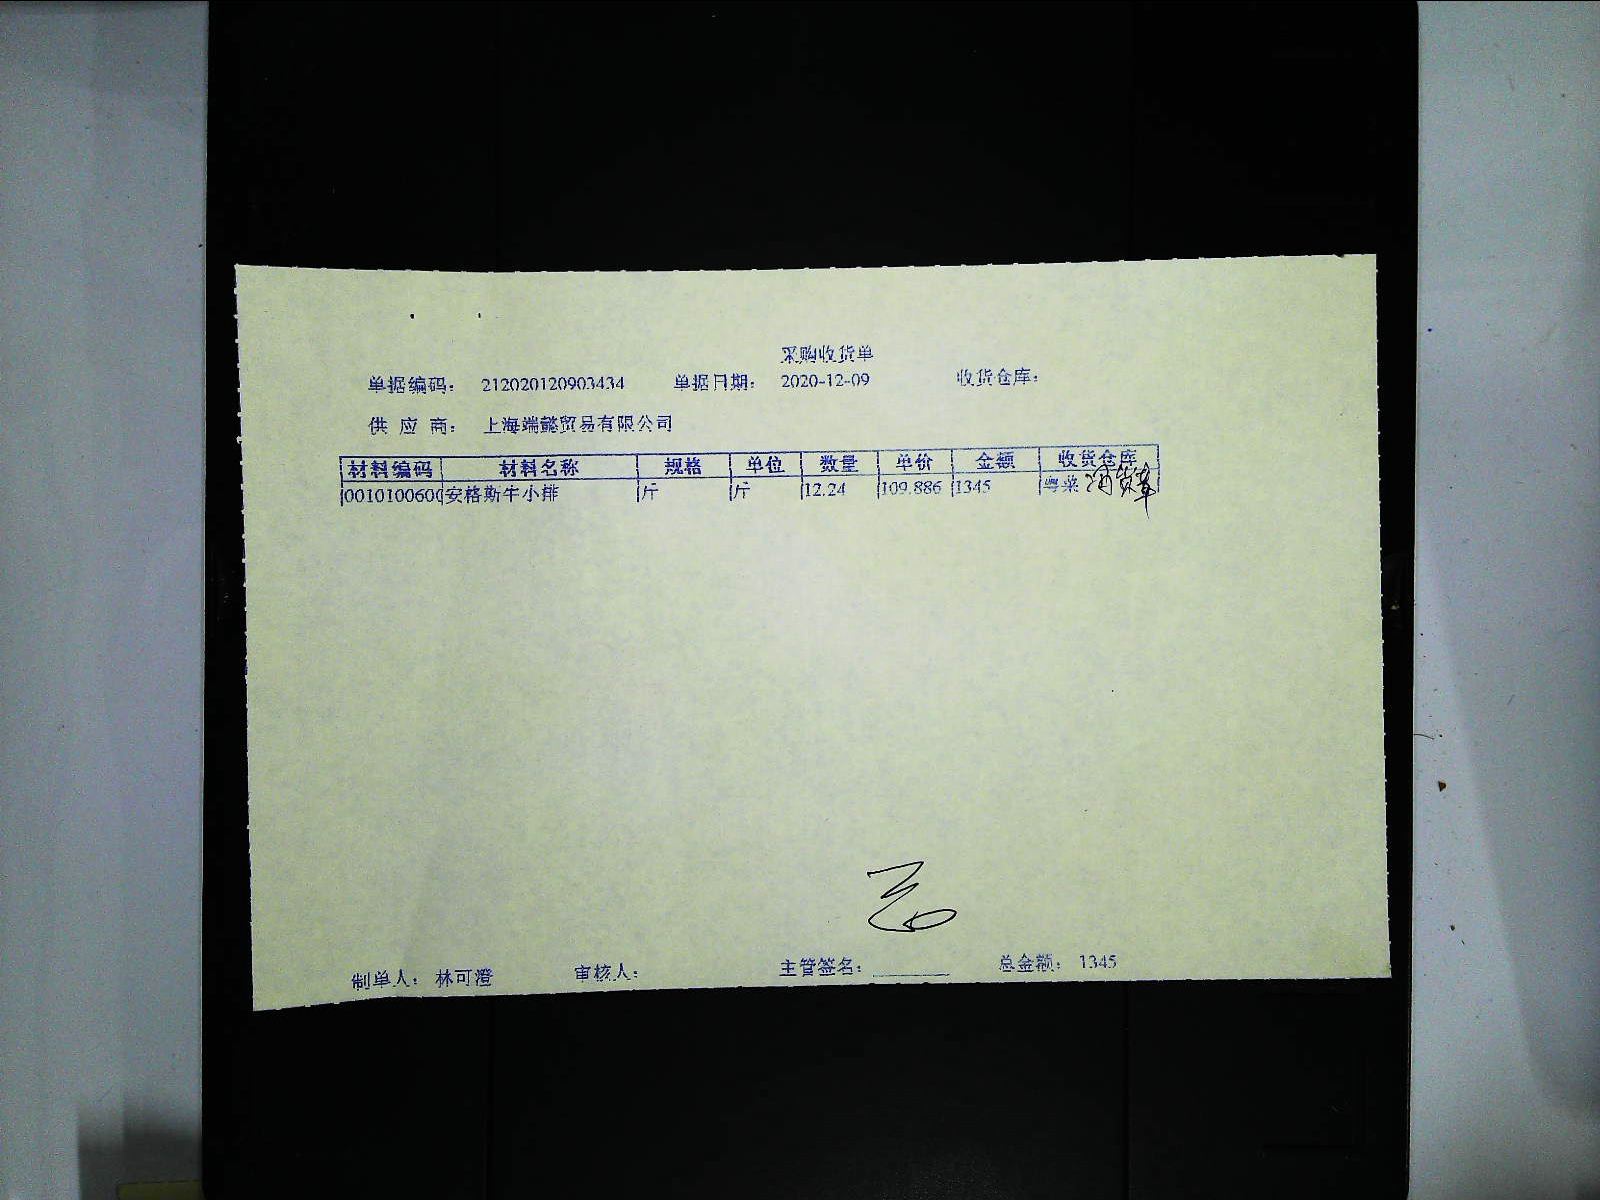 采购收货单
单据编码: 212020120903434 单据日期: 2020-12-09 收货仓库:
供 应 商: 上海端懿贸易有限公司
材料编码 材料名称 规格 单位 数量 单价 金额 收货仓库
0010100600 安格斯牛小排 斤 斤 12.24 109.886 1345 粤菜
制单人: 林可澄 审核人: 主管签名: 总金额: 1345